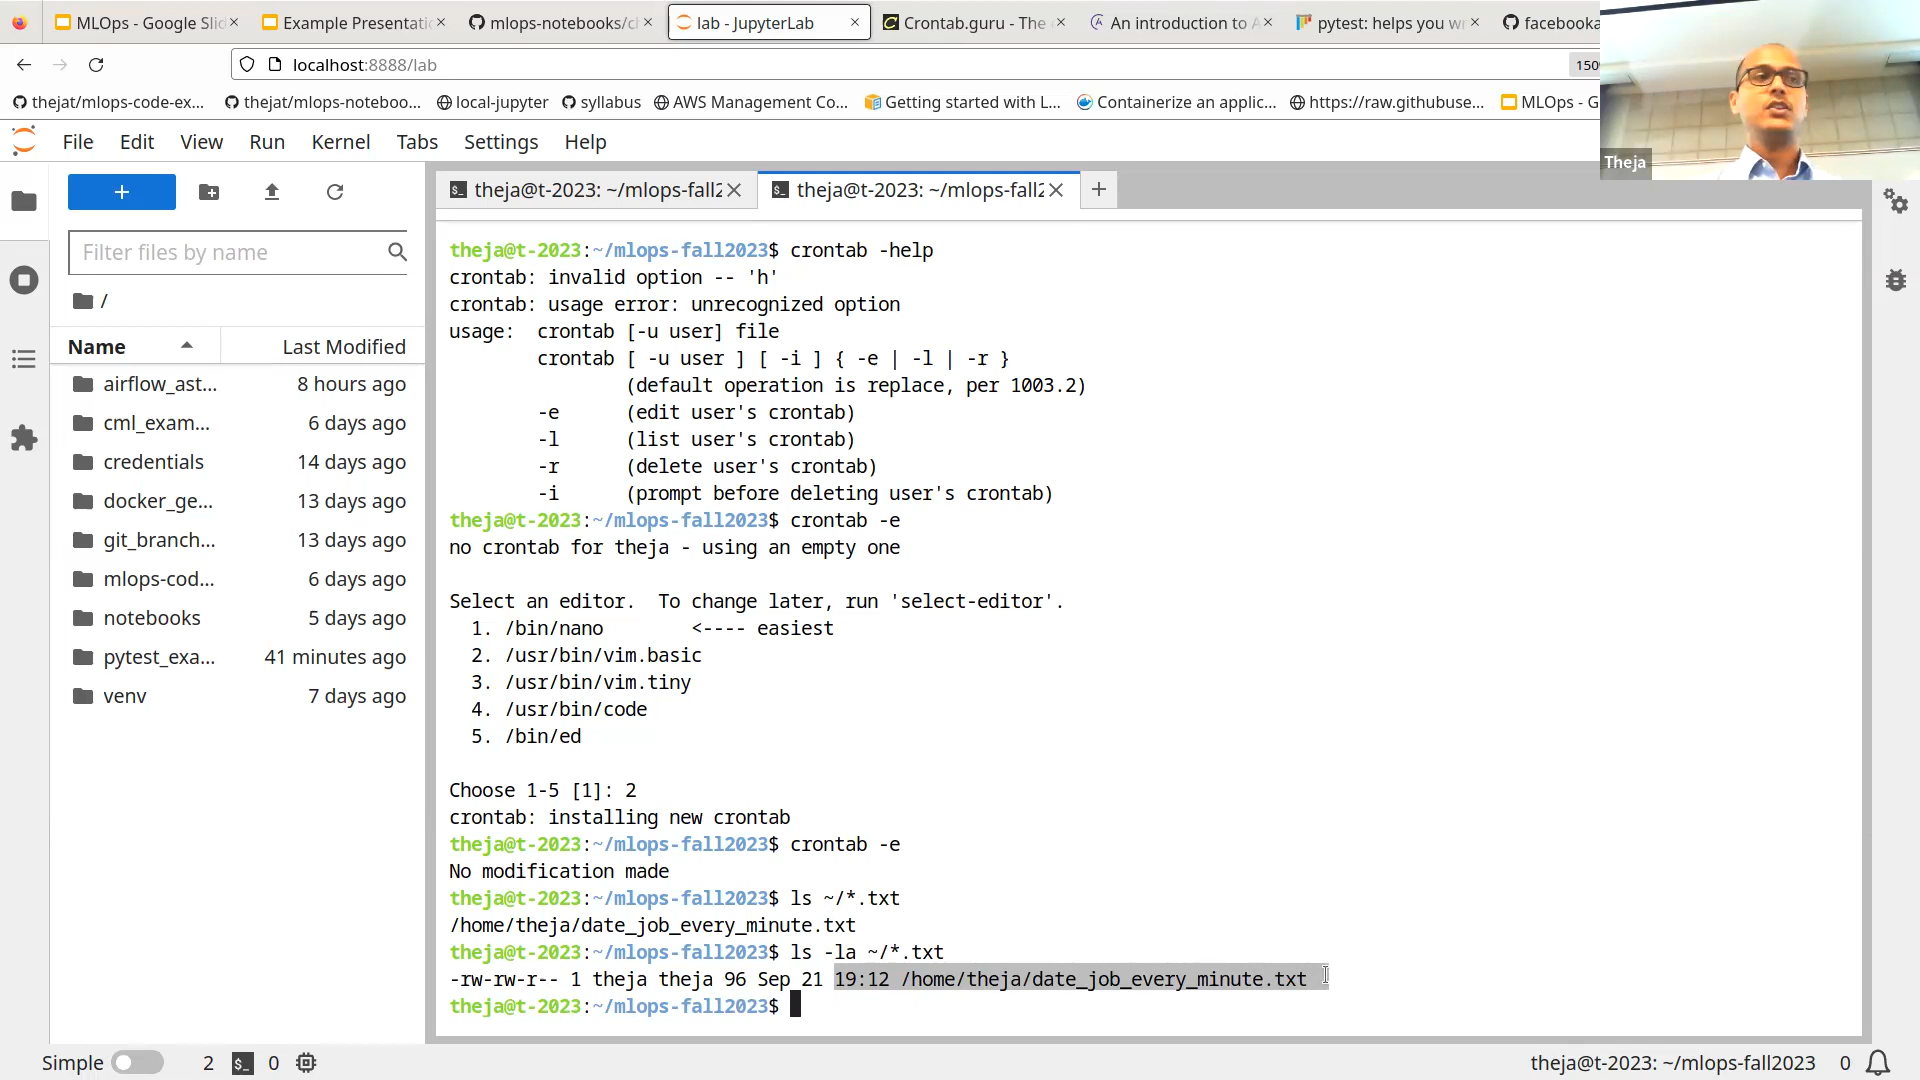 MLOps - Google Slid
Example Presentati
mlops-notebooks/c
lab - JupyterLab
Crontab.guru - The
An introduction to A
pytest: helps you w
facebooka
localhost:8888/lab
150
thejat/mlops-code-ex...
thejat/mlops-noteboo...
local-jupyter
syllabus
AWS Management Co...
Getting started with L...
Containerize an applic...
https://raw.githubuse...
MLOps - G
Theja
File Edit View Run Kernel Tabs Settings Help
theja@t-2023: ~/mlops-fall2
theja@t-2023: ~/mlops-fall2
Filter files by name
/
Name Last Modified
airflow_ast... 8 hours ago
cml_exam... 6 days ago
credentials 14 days ago
docker_ge... 13 days ago
git_branch... 13 days ago
mlops-cod... 6 days ago
notebooks 5 days ago
pytest_exa... 41 minutes ago
venv 7 days ago
theja@t-2023:~/mlops-fall2023$ crontab -help
crontab: invalid option -- 'h'
crontab: usage error: unrecognized option
usage:  crontab [-u user] file
        crontab [ -u user ] [ -i ] { -e | -l | -r }
                (default operation is replace, per 1003.2)
        -e      (edit user's crontab)
        -l      (list user's crontab)
        -r      (delete user's crontab)
        -i      (prompt before deleting user's crontab)
theja@t-2023:~/mlops-fall2023$ crontab -e
no crontab for theja - using an empty one
Select an editor.  To change later, run 'select-editor'.
  1. /bin/nano        <---- easiest
  2. /usr/bin/vim.basic
  3. /usr/bin/vim.tiny
  4. /usr/bin/code
  5. /bin/ed
Choose 1-5 [1]: 2
crontab: installing new crontab
theja@t-2023:~/mlops-fall2023$ crontab -e
No modification made
theja@t-2023:~/mlops-fall2023$ ls ~/*.txt
/home/theja/date_job_every_minute.txt
theja@t-2023:~/mlops-fall2023$ ls -la ~/*.txt
-rw-rw-r-- 1 theja theja 96 Sep 21 19:12 /home/theja/date_job_every_minute.txt
theja@t-2023:~/mlops-fall2023$
Simple 2 $_ 0 theja@t-2023: ~/mlops-fall2023 0